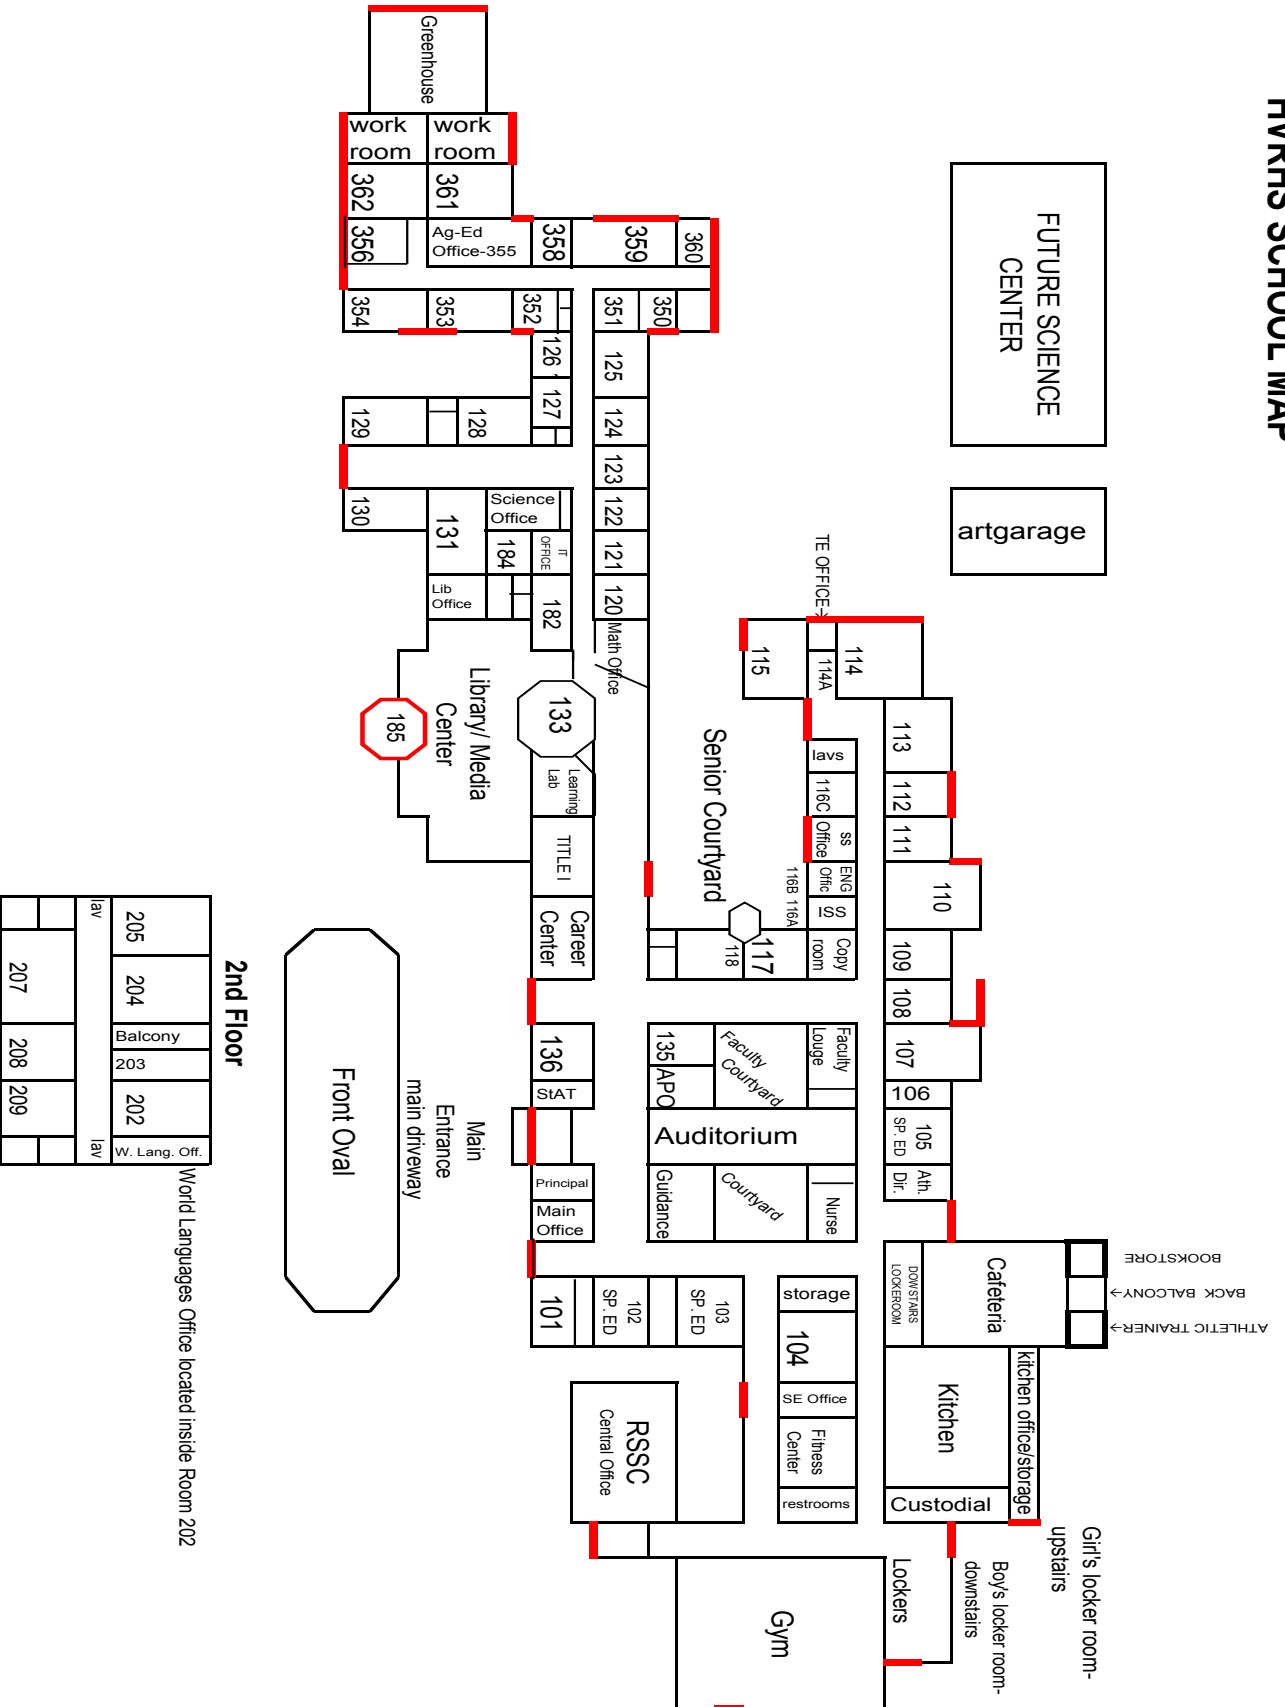 HVRHS SCHOOL MAP
Greenhouse
work
room
work
room
362
361
356
Ag-Ed
Office-355
358
359
360
354
353
352
351
350
126
127
125
124
123
122
121
120
129
128
130
131
Science
Office
184
IT
OFFICE
Lib
Office
182
Math Office
Library/ Media
Center
185
133
Learning
Lab
TITLE I
Career
Center
FUTURE SCIENCE
CENTER
artgarage
TE OFFICE→
115
114A
114
113
112
111
110
109
108
107
106
105
SP. ED
Ath.
Dir.
lavs
116C
ss
Office
ENG
Offic
116B
116A
ISS
Copy
room
117
118
Senior Courtyard
136
StAT
135
APO
Faculty
Courtyard
Faculty
Louge
Auditorium
Principal
Main
Office
Guidance
Courtyard
Nurse
101
102
SP. ED
103
SP. ED
storage
104
SE Office
Fitness
Center
restrooms
DOWSTAIRS
LOCKEROOM
Cafeteria
BOOKSTORE
BACK BALCONY→
ATHLETIC TRAINER→
Kitchen
kitchen office/storage
Custodial
RSSC
Central Office
Lockers
Gym
Girl's locker room-
upstairs
Boy's locker room-
downstairs
Main
Entrance
main driveway
Front Oval
2nd Floor
lav
205
204
Balcony
203
202
W. Lang. Off.
lav
207
208
209
World Languages Office located inside Room 202